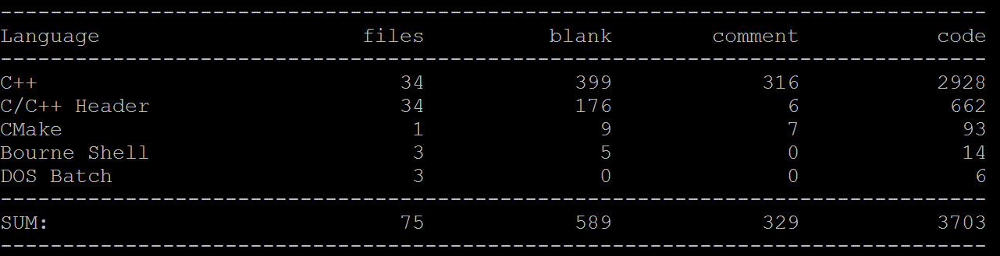 -------------------------------------------------------------------------------
Language                     files          blank        comment           code
-------------------------------------------------------------------------------
C++                             34            399            316           2928
C/C++ Header                    34            176              6            662
CMake                            1              9              7             93
Bourne Shell                     3              5              0             14
DOS Batch                        3              0              0              6
-------------------------------------------------------------------------------
SUM:                            75            589            329           3703
-------------------------------------------------------------------------------